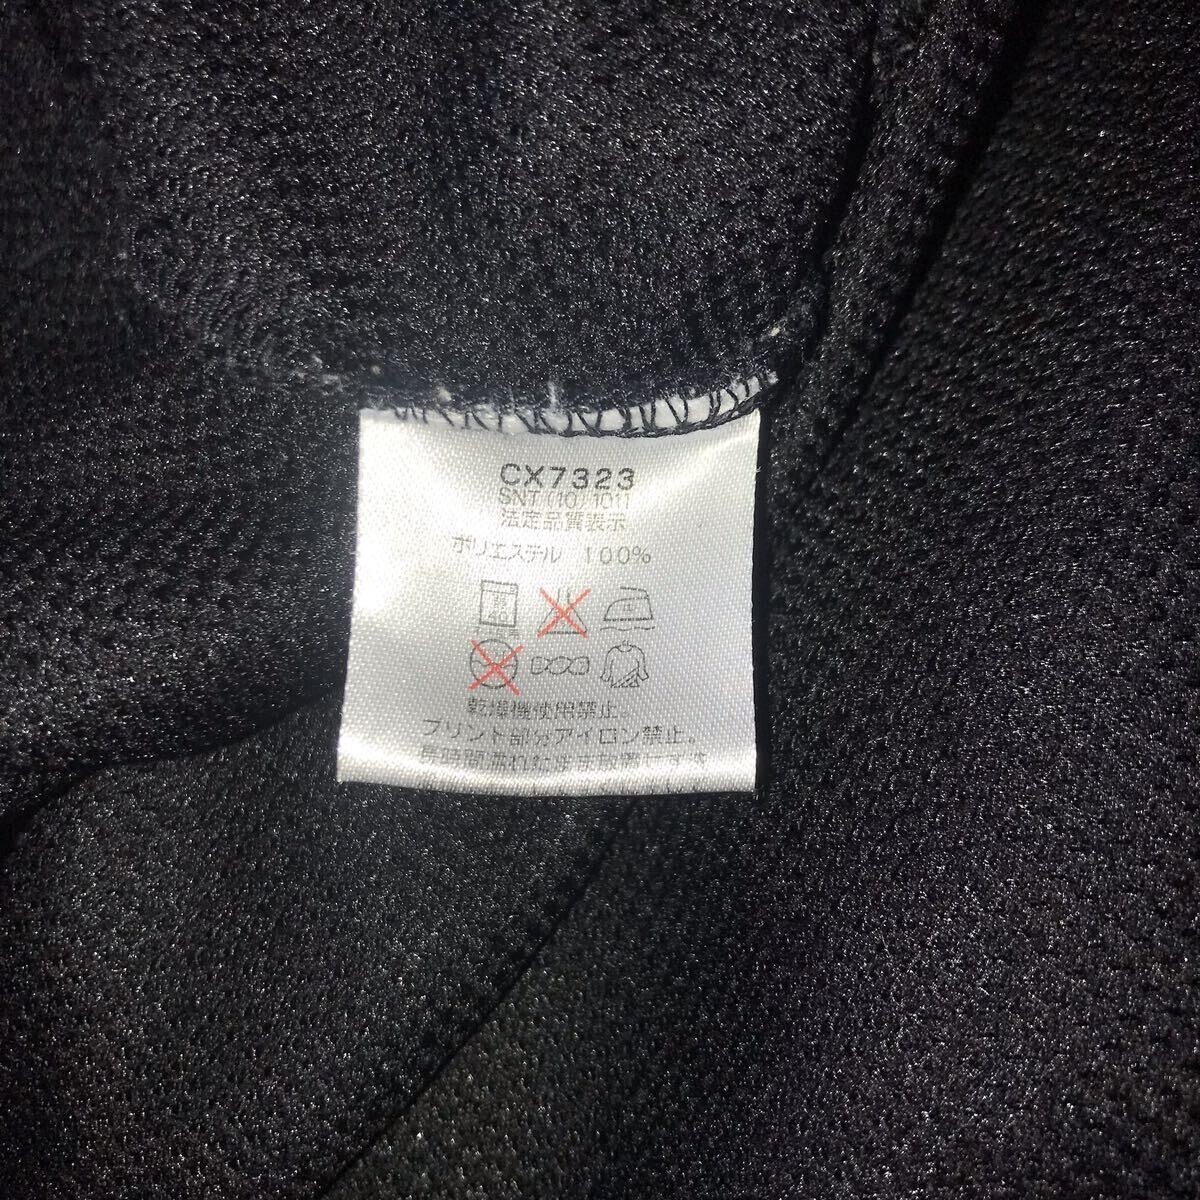 CX7323
SNT (10) 1011
法定品質表示
ポリエステル 100%
乾燥機使用禁止。
プリント部分アイロン禁止。